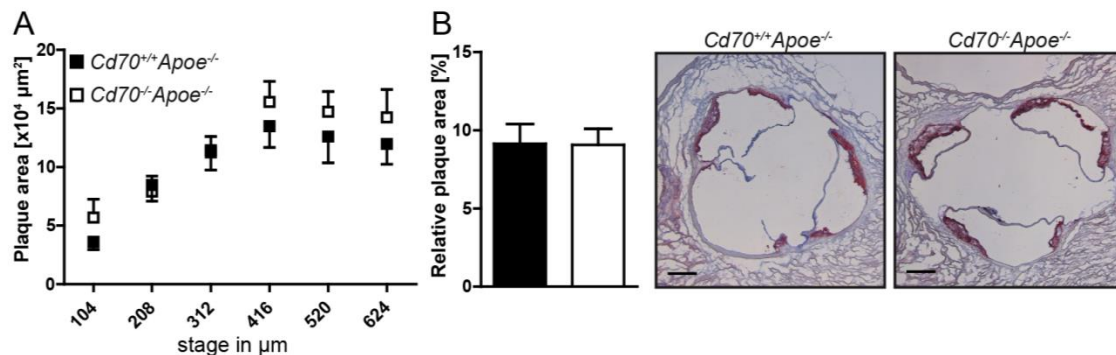 A
Plaque area [x10⁴ µm²]
20
15
10
5
0
Cd70+/+Apoe-/-
Cd70-/-Apoe-/-
104
208
312
416
520
624
stage in µm
B
Relative plaque area [%]
15
10
5
0
Cd70+/+Apoe-/-
Cd70-/-Apoe-/-